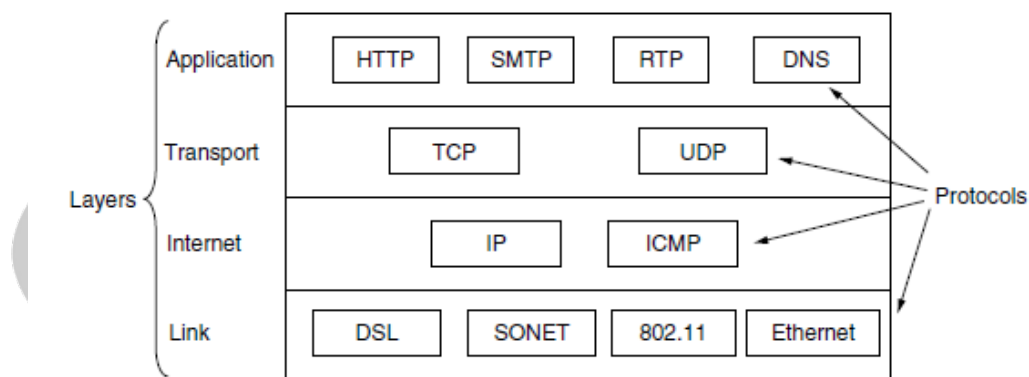 Application HTTP SMTP RTP DNS
Transport TCP UDP
Layers Protocols
Internet IP ICMP
Link DSL SONET 802.11 Ethernet